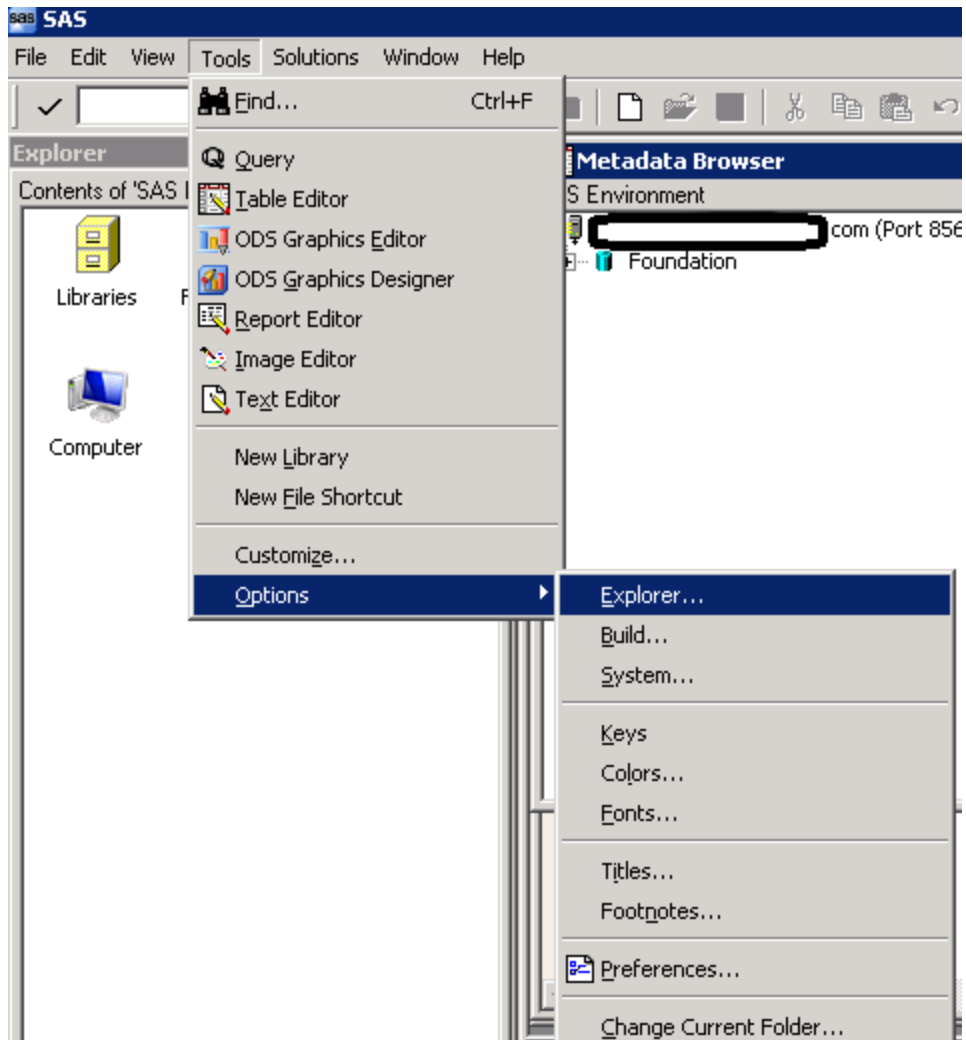 sas SAS
File Edit View Tools Solutions Window Help
Find... Ctrl+F
Explorer
Query
Metadata Browser
Contents of 'SAS
Table Editor
S Environment
ODS Graphics Editor
com (Port 856
Foundation
ODS Graphics Designer
Libraries F
Report Editor
Image Editor
Text Editor
Computer
New Library
New File Shortcut
Customize...
Options
Explorer...
Build...
System...
Keys
Colors...
Fonts...
Titles...
Footnotes...
Preferences...
Change Current Folder...